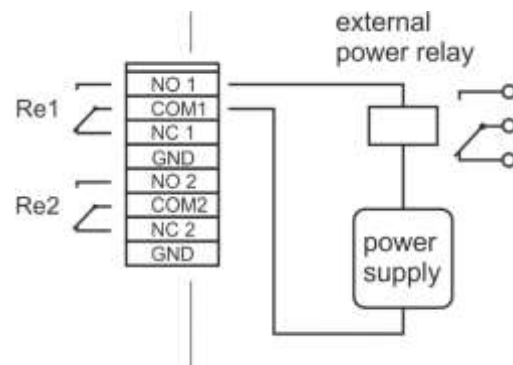 external
power relay
Re1
NO 1
COM1
NC 1
GND
Re2
NO 2
COM2
NC 2
GND
power
supply